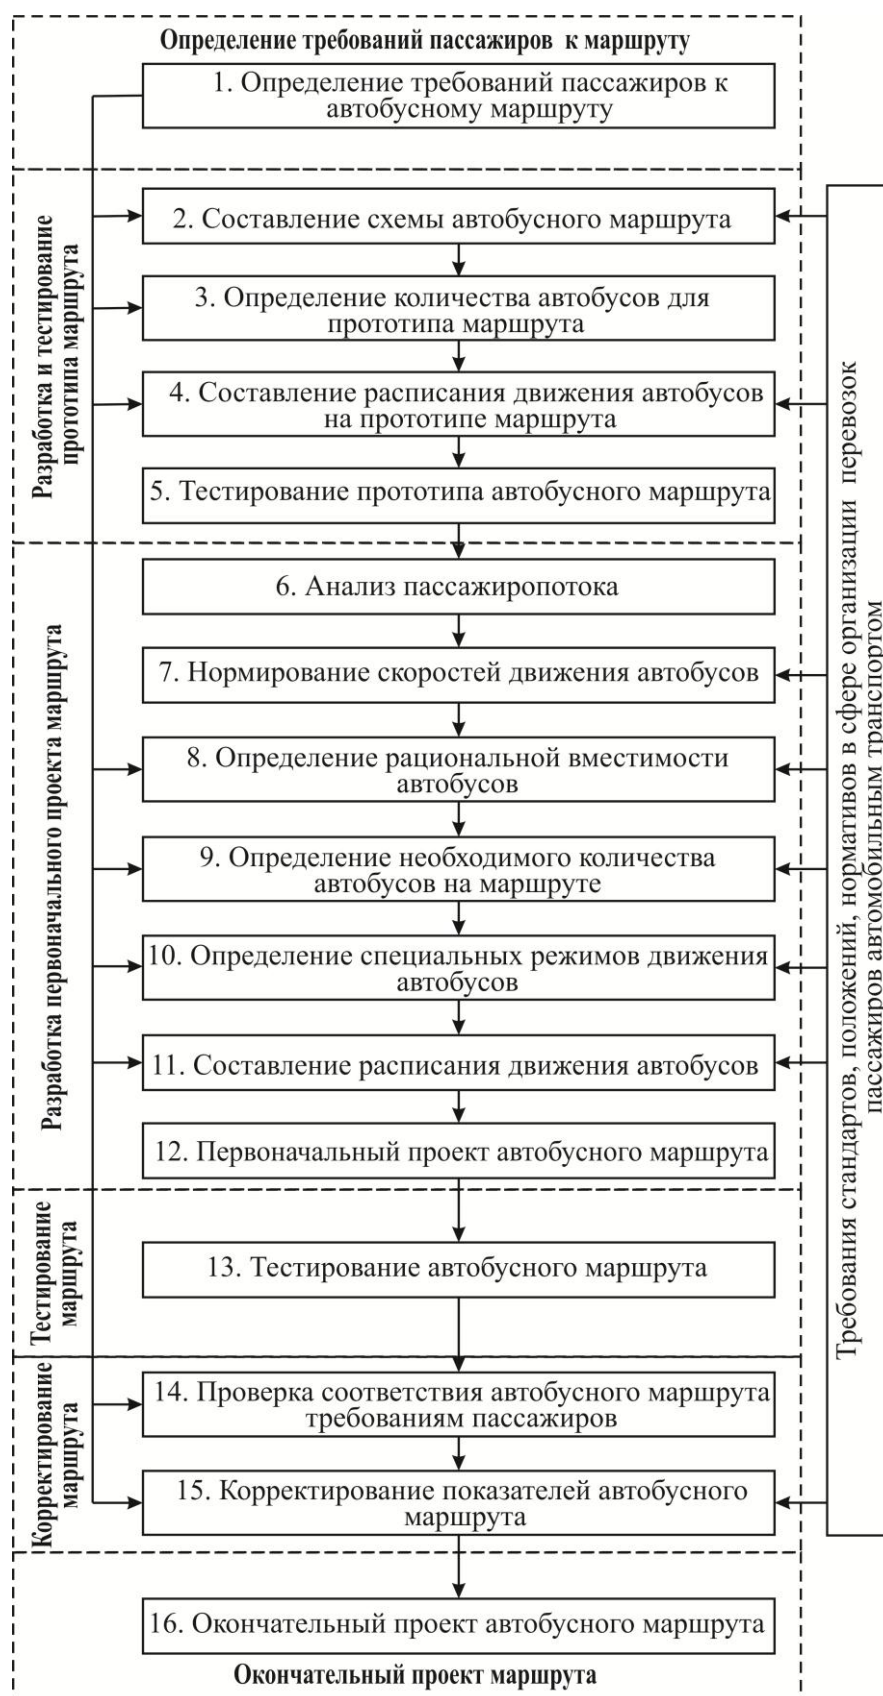 Определение требований пассажиров к маршруту
1. Определение требований пассажиров к
автобусному маршруту
Разработка и тестирование
прототипа маршрута
2. Составление схемы автобусного маршрута
3. Определение количества автобусов для
прототипа маршрута
4. Составление расписания движения автобусов
на прототипе маршрута
5. Тестирование прототипа автобусного маршрута
Разработка первоначального проекта маршрута
6. Анализ пассажиропотока
7. Нормирование скоростей движения автобусов
8. Определение рациональной вместимости
автобусов
9. Определение необходимого количества
автобусов на маршруте
10. Определение специальных режимов движения
автобусов
11. Составление расписания движения автобусов
12. Первоначальный проект автобусного маршрута
Тестирование
маршрута
13. Тестирование автобусного маршрута
Корректирование
маршрута
14. Проверка соответствия автобусного маршрута
требованиям пассажиров
15. Корректирование показателей автобусного
маршрута
16. Окончательный проект автобусного маршрута
Окончательный проект маршрута
Требования стандартов, положений, нормативов в сфере организации перевозок
пассажиров автомобильным транспортом